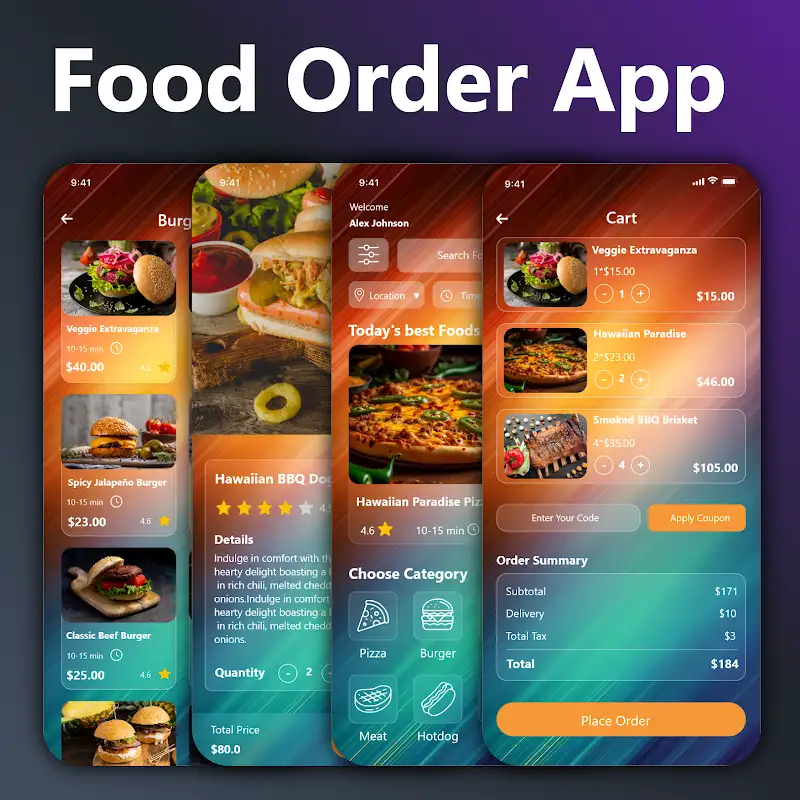 Food Order App
9:41
Burg
Veggie Extravaganza
10-15 min
$40.00
4.6
Spicy Jalapeño Burger
10-15 min
$23.00
4.6
Classic Beef Burger
10-15 min
$25.00
4.6
9:41
Hawaiian BBQ Do
4.5
Details
Indulge in comfort with th
hearty delight boasting a
in rich chili, melted chedd
onions.Indulge in comfort
hearty delight boasting a
in rich chili, melted chedd
onions.
Quantity
-
2
Total Price
$80.0
9:41
Welcome
Alex Johnson
Search Fo
Location
Time
Today's best Foods
Hawaiian Paradise Piz
4.6
10-15 min
Choose Category
Pizza
Burger
Meat
Hotdog
9:41
Cart
Veggie Extravaganza
1*$15.00
- 1 +
$15.00
Hawaiian Paradise
2*$23.00
- 2 +
$46.00
Smoked BBQ Brisket
4*$35.00
- 4 +
$105.00
Enter Your Code
Apply Coupon
Order Summary
Subtotal $171
Delivery $10
Total Tax $3
Total $184
Place Order